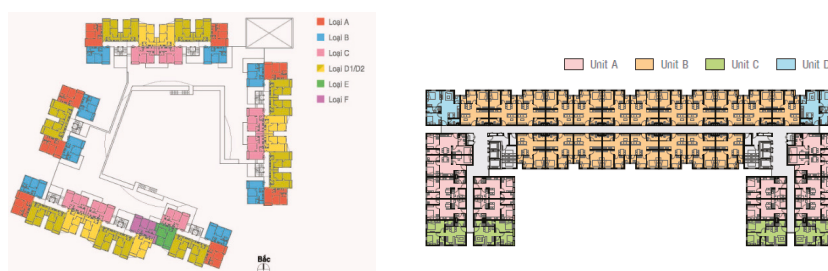 Loại A
Loại B
Loại C
Loại D1/D2
Loại E
Loại F
Bắc
Unit A Unit B Unit C Unit D